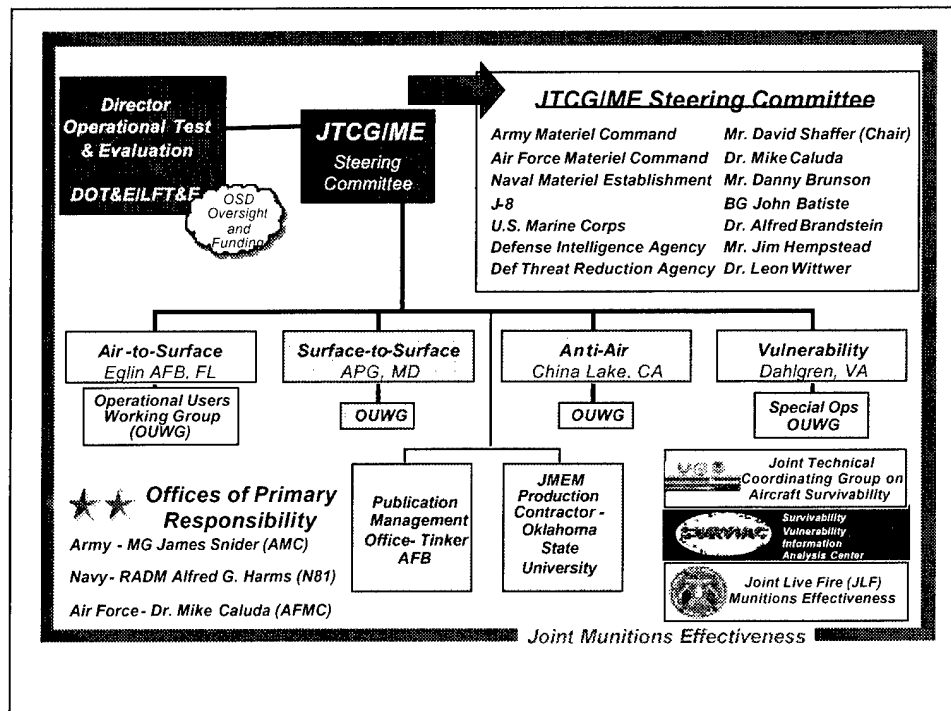 Director
Operational Test
& Evaluation
DOT&E/LFT&E
OSD
Oversight
and
Funding
JTCG/ME
Steering
Committee
JTCG/ME Steering Committee
Army Materiel Command Mr. David Shaffer (Chair)
Air Force Materiel Command Dr. Mike Caluda
Naval Materiel Establishment Mr. Danny Brunson
J-8 BG John Batiste
U.S. Marine Corps Dr. Alfred Brandstein
Defense Intelligence Agency Mr. Jim Hempstead
Def Threat Reduction Agency Dr. Leon Wittwer
Air-to-Surface
Eglin AFB, FL
Operational Users
Working Group
(OUWG)
Surface-to-Surface
APG, MD
OUWG
Anti-Air
China Lake, CA
OUWG
Vulnerability
Dahlgren, VA
Special Ops
OUWG
Offices of Primary
Responsibility
Army - MG James Snider (AMC)
Navy- RADM Alfred G. Harms (N81)
Air Force- Dr. Mike Caluda (AFMC)
Publication
Management
Office- Tinker
AFB
JMEM
Production
Contractor -
Oklahoma
State
University
Joint Technical
Coordinating Group on
Aircraft Survivability
SURVIAC
Survivability
Vulnerability
Information
Analysis Center
Joint Live Fire (JLF)
Munitions Effectiveness
Joint Munitions Effectiveness